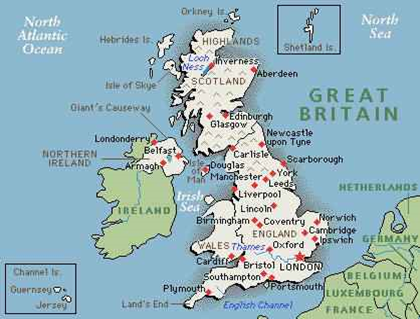 Orkney Is.
North
Atlantic
Ocean
North
Sea
HIGHLANDS
Hebrides Is.
Shetland Is.
Loch
Ness
Inverness
Aberdeen
Isle of Skye
SCOTLAND
GREAT
BRITAIN
Giant's Causeway
Edinburgh
Glasgow
Newcastle
upon Tyne
Londonderry
Belfast
Carlisle
Scarborough
NORTHERN
IRELAND
Armagh
Isle
of
Man
Douglas
York
Manchester
Leeds
NETHERLANDS
Liverpool
Irish
Sea
IRELAND
Lincoln
Norwich
Birmingham
Coventry
Cambridge
ENGLAND
Ipswich
GERMANY
WALES
Thames
Oxford
Cardiff
Bristol
LONDON
Channel Is.
BELGIUM
Guernsey
Southampton
Portsmouth
LUXEMBOURG
Jersey
Plymouth
Land's End
English Channel
FRANCE